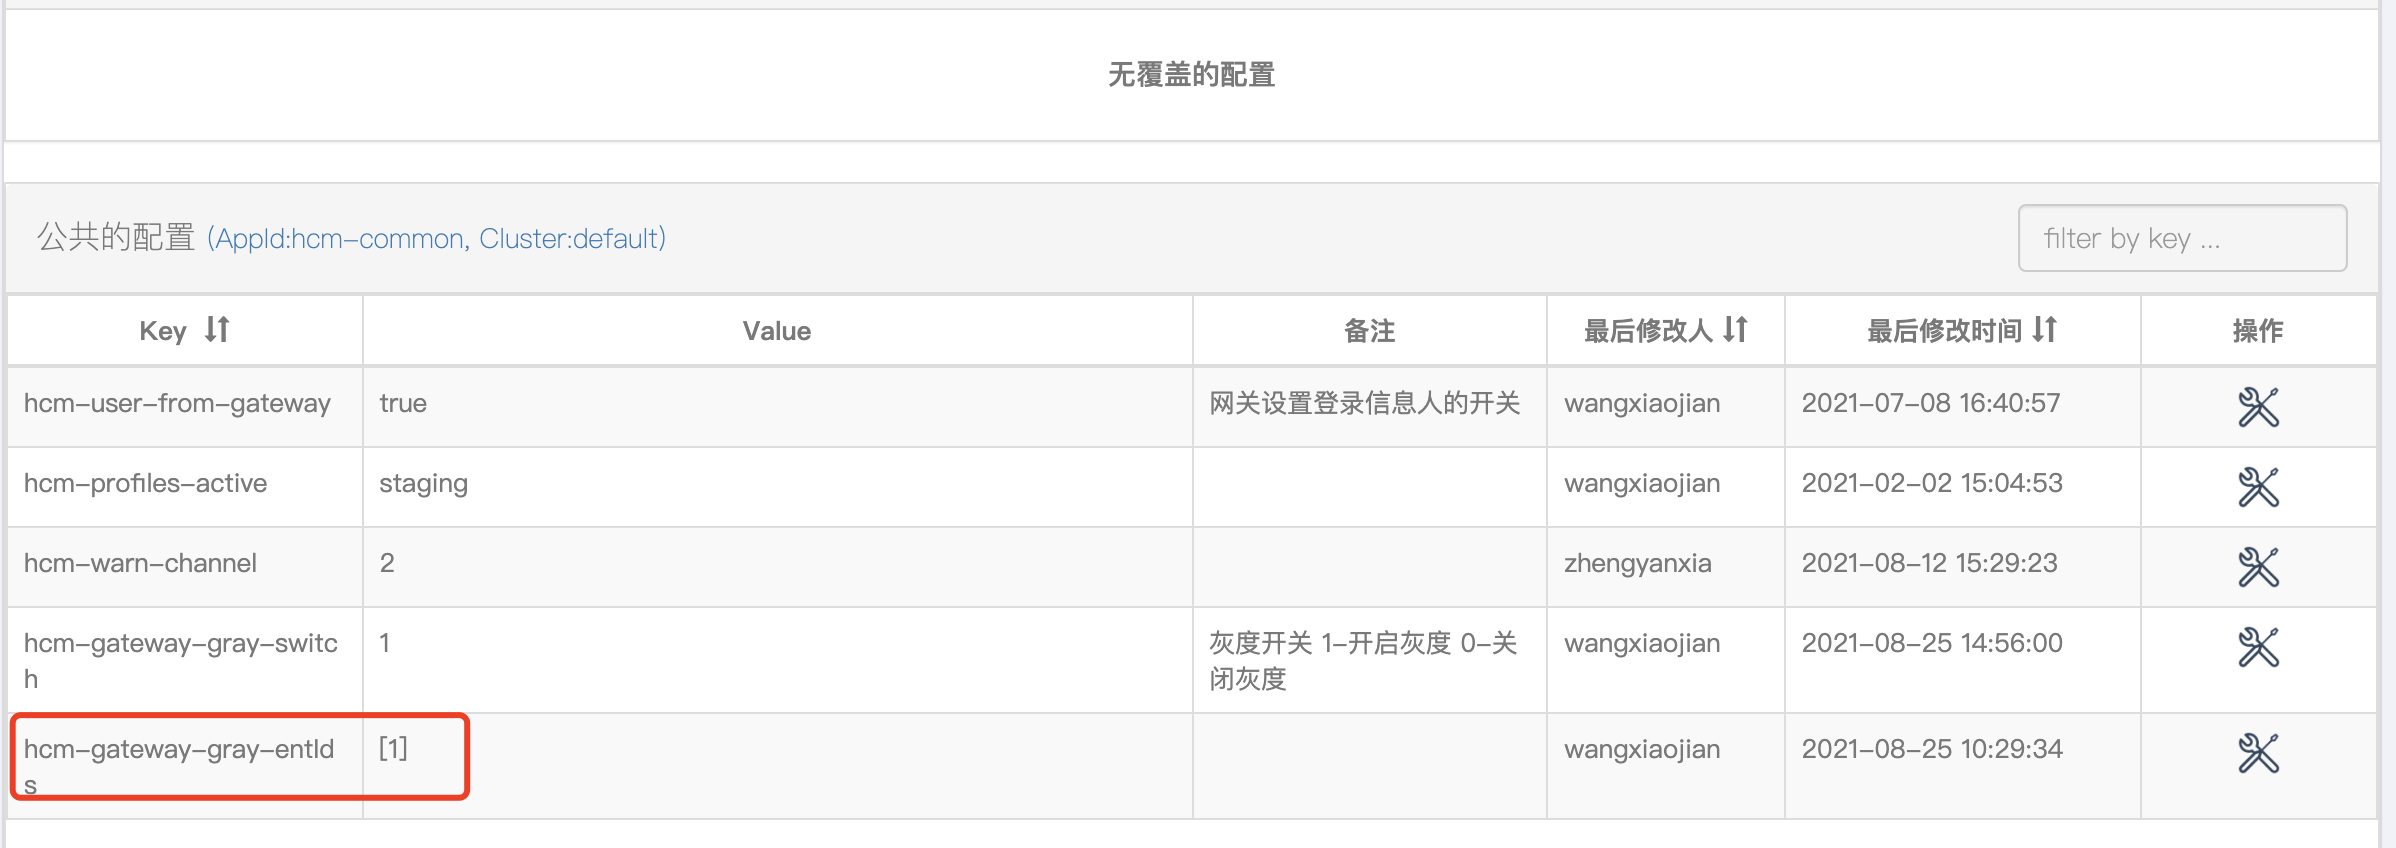 无覆盖的配置
公共的配置 (AppId:hcm-common, Cluster:default)
filter by key ...
Key Value 备注 最后修改人 最后修改时间 操作
hcm-user-from-gateway true 网关设置登录信息人的开关 wangxiaojian 2021-07-08 16:40:57
hcm-profiles-active staging wangxiaojian 2021-02-02 15:04:53
hcm-warn-channel 2 zhengyanxia 2021-08-12 15:29:23
hcm-gateway-gray-switc 1 灰度开关 1-开启灰度 0-关 wangxiaojian 2021-08-25 14:56:00
h 闭灰度
hcm-gateway-gray-entId [1] wangxiaojian 2021-08-25 10:29:34
s